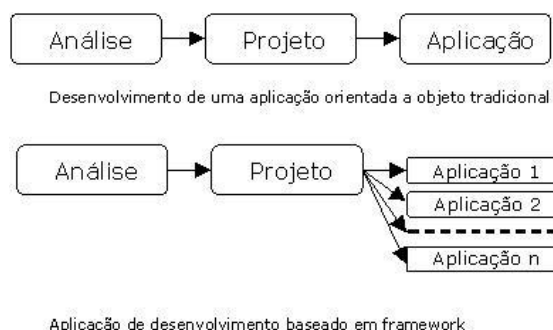 Análise Projeto Aplicação
Desenvolvimento de uma aplicação orientada a objeto tradicional
Análise Projeto Aplicação 1
Aplicação 2
Aplicação n
Aplicação de desenvolvimento baseado em framework